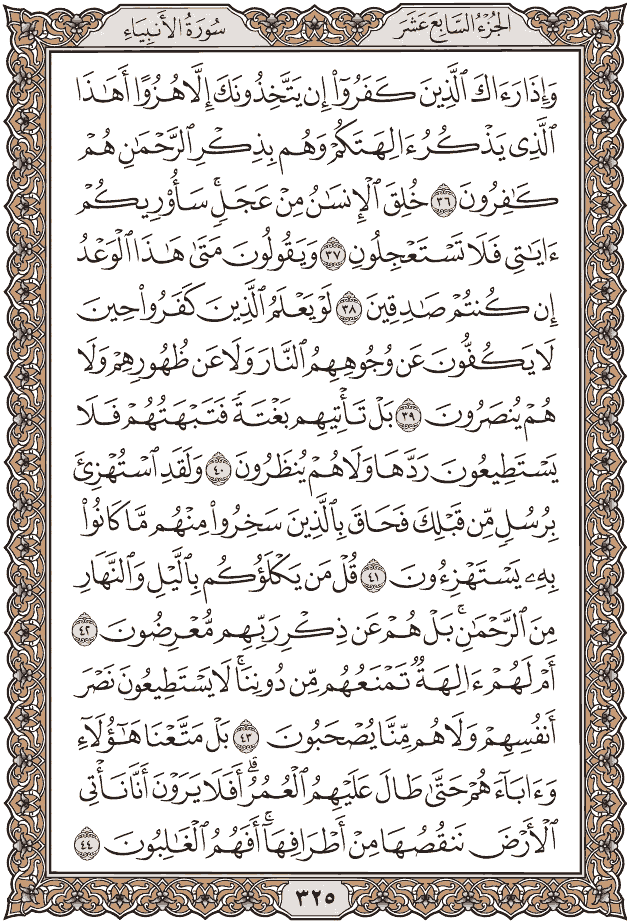 الجُزْءُ السَّابِعَ عَشَرَ
سُورَةُ الأَنبِيَاءِ
وَإِذَا رَءَاكَ ٱلَّذِينَ كَفَرُوٓا۟ إِن يَتَّخِذُونَكَ إِلَّا هُزُوًا أَهَٰذَا
ٱلَّذِى يَذْكُرُ ءَالِهَتَكُمْ وَهُم بِذِكْرِ ٱلرَّحْمَٰنِ هُمْ
كَٰفِرُونَ ٣٦ خُلِقَ ٱلْإِنسَٰنُ مِنْ عَجَلٍۚ سَأُو۟رِيكُمْ
ءَايَٰتِى فَلَا تَسْتَعْجِلُونِ ٣٧ وَيَقُولُونَ مَتَىٰ هَٰذَا ٱلْوَعْدُ
إِن كُنتُمْ صَٰدِقِينَ ٣٨ لَوْ يَعْلَمُ ٱلَّذِينَ كَفَرُوا۟ حِينَ
لَا يَكُفُّونَ عَن وُجُوهِهِمُ ٱلنَّارَ وَلَا عَن ظُهُورِهِمْ وَلَا
هُمْ يُنصَرُونَ ٣٩ بَلْ تَأْتِيهِم بَغْتَةً فَتَبْهَتُهُمْ فَلَا
يَسْتَطِيعُونَ رَدَّهَا وَلَا هُمْ يُنظَرُونَ ٤٠ وَلَقَدِ ٱسْتُهْزِئَ
بِرُسُلٍ مِّن قَبْلِكَ فَحَاقَ بِٱلَّذِينَ سَخِرُوا۟ مِنْهُم مَّا كَانُوا۟
بِهِۦ يَسْتَهْزِءُونَ ٤١ قُلْ مَن يَكْلَؤُكُم بِٱلَّيْلِ وَٱلنَّهَارِ
مِنَ ٱلرَّحْمَٰنِۚ بَلْ هُمْ عَن ذِكْرِ رَبِّهِم مُّعْرِضُونَ ٤٢
أَمْ لَهُمْ ءَالِهَةٌ تَمْنَعُهُم مِّن دُونِنَاۚ لَا يَسْتَطِيعُونَ نَصْرَ
أَنفُسِهِمْ وَلَا هُم مِّنَّا يُصْحَبُونَ ٤٣ بَلْ مَتَّعْنَا هَٰٓؤُلَآءِ
وَءَابَآءَهُمْ حَتَّىٰ طَالَ عَلَيْهِمُ ٱلْعُمُرُۗ أَفَلَا يَرَوْنَ أَنَّا نَأْتِى
ٱلْأَرْضَ نَنقُصُهَا مِنْ أَطْرَافِهَآۚ أَفَهُمُ ٱلْغَٰلِبُونَ ٤٤
٣٢٥